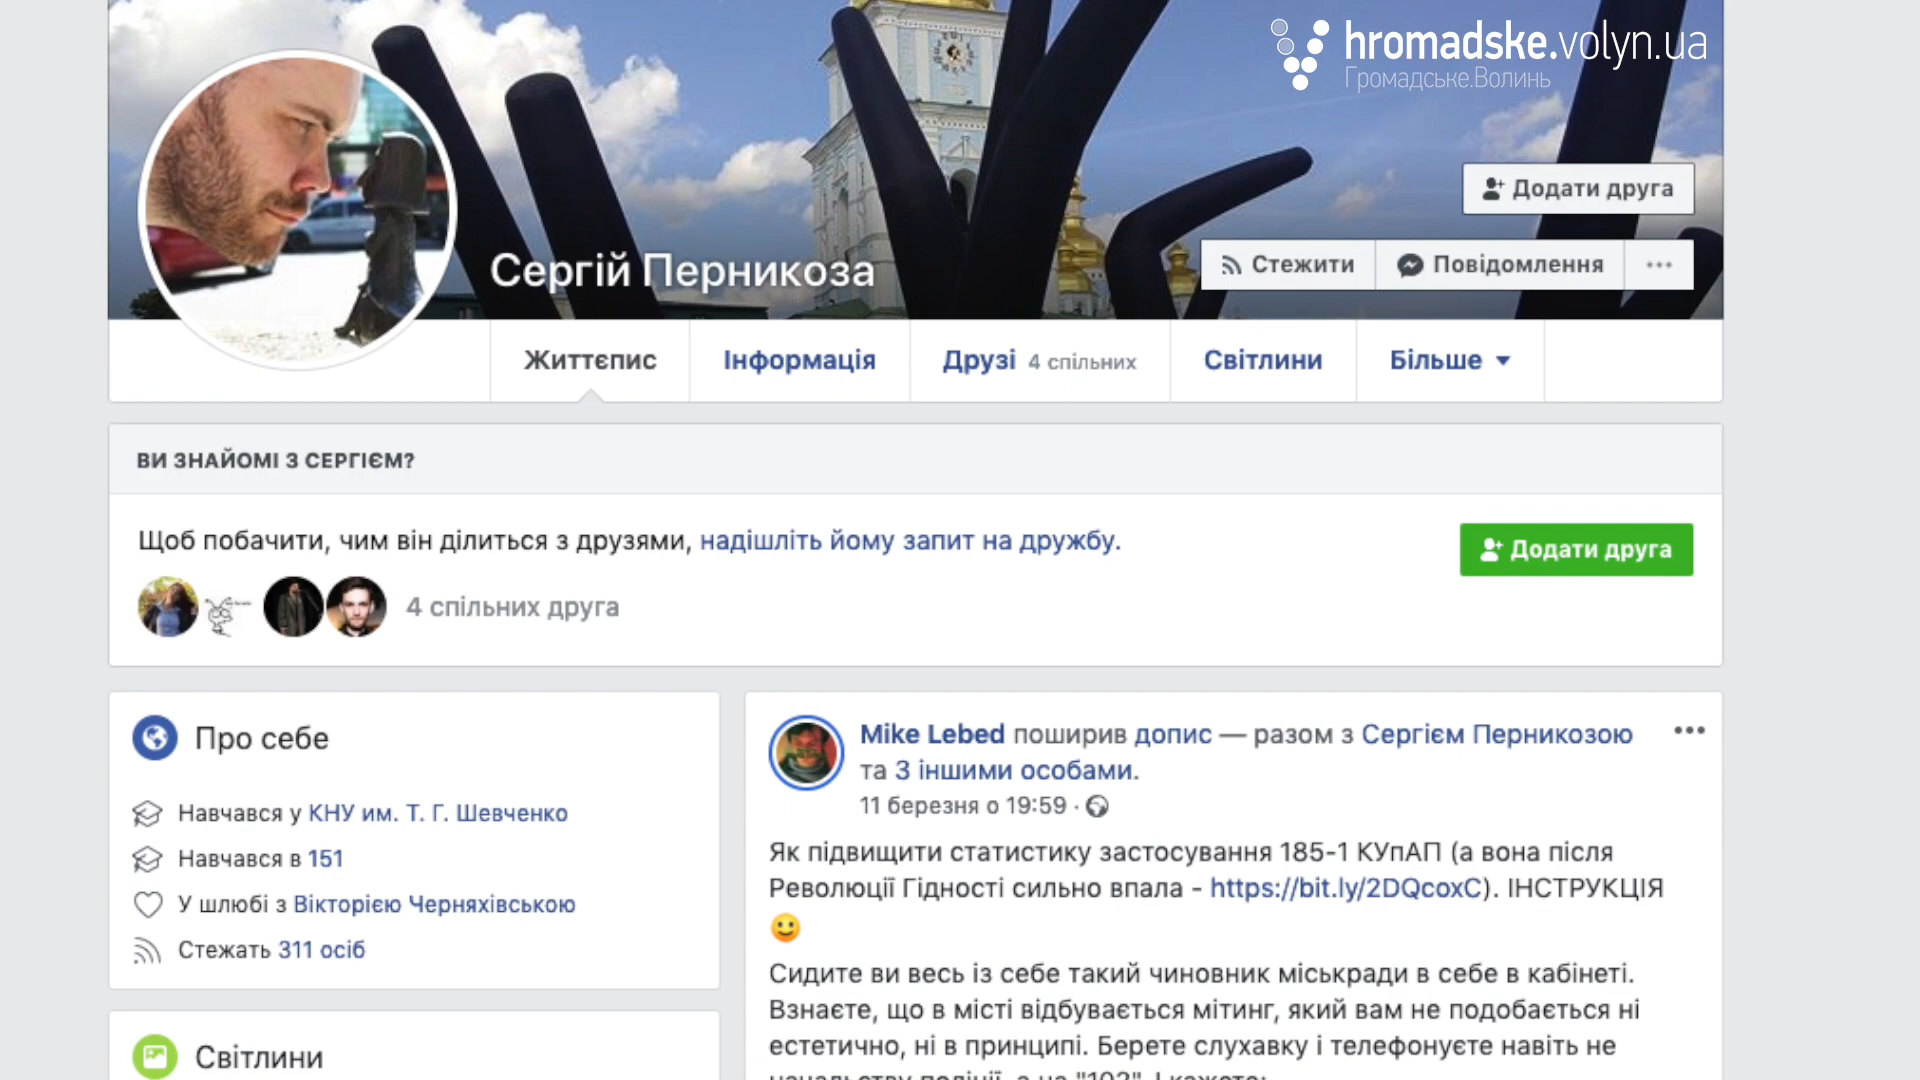 hromadske.volyn.ua
Громадське.Волинь
Додати друга
Сергій Перникоза
Стежити
Повідомлення
Життєпис
Інформація
Друзі 4 спільних
Світлини
Більше
ВИ ЗНАЙОМІ З СЕРГІЄМ?
Щоб побачити, чим він ділиться з друзями, надішліть йому запит на дружбу.
Додати друга
4 спільних друга
Про себе
Навчався у КНУ им. Т. Г. Шевченко
Навчався в 151
У шлюбі з Вікторією Черняхівською
Стежать 311 осіб
Світлини
Mike Lebed поширив допис — разом з Сергієм Перникозою
та 3 іншими особами.
11 березня о 19:59 ·
Як підвищити статистику застосування 185-1 КУпАП (а вона після
Революції Гідності сильно впала - https://bit.ly/2DQcoxC). ІНСТРУКЦІЯ
🙂
Сидите ви весь із себе такий чиновник міськради в себе в кабінеті.
Взнаєте, що в місті відбувається мітинг, який вам не подобається ні
естетично, ні в принципі. Берете слухавку і телефонуєте навіть не
начальству поліції, а на "102". І кажете: